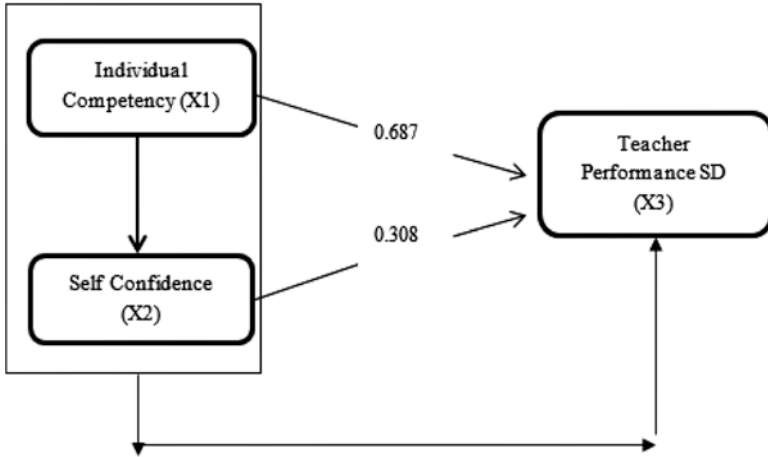 Individual
Competency (X1)
0.687
Teacher
Performance SD
(X3)
0.308
Self Confidence
(X2)